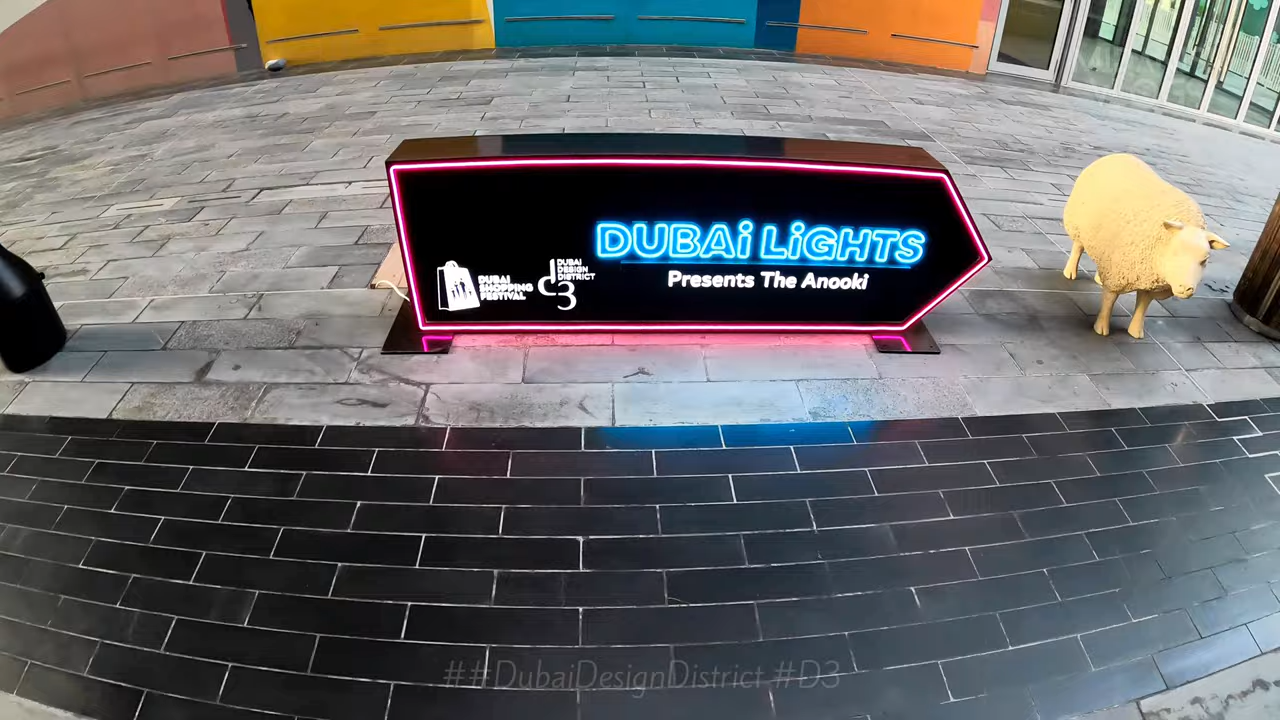 DUBAi LiGHTS
Presents The Anooki
DUBAI
SHOPPING
FESTIVAL
DUBAI
DESIGN
DISTRICT
d3
##DubaiDesignDistrict #D3